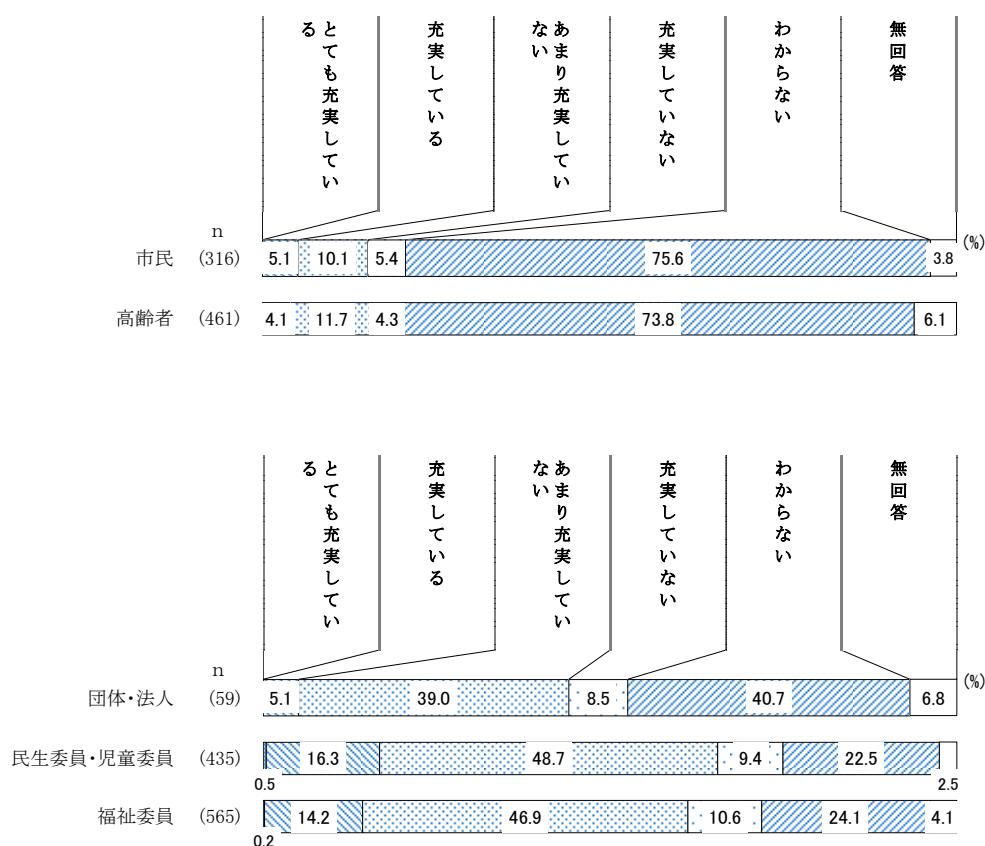 とても充実してい
る
充実している
あまり充実してい
ない
充実していない
わからない
無回答
n
(%)
市民 (316) 5.1 10.1 5.4 75.6 3.8
高齢者 (461) 4.1 11.7 4.3 73.8 6.1
とても充実してい
る
充実している
あまり充実してい
ない
充実していない
わからない
無回答
n
(%)
団体・法人 (59) 5.1 39.0 8.5 40.7 6.8
民生委員・児童委員 (435) 16.3 48.7 9.4 22.5
0.5 2.5
福祉委員 (565) 14.2 46.9 10.6 24.1 4.1
0.2